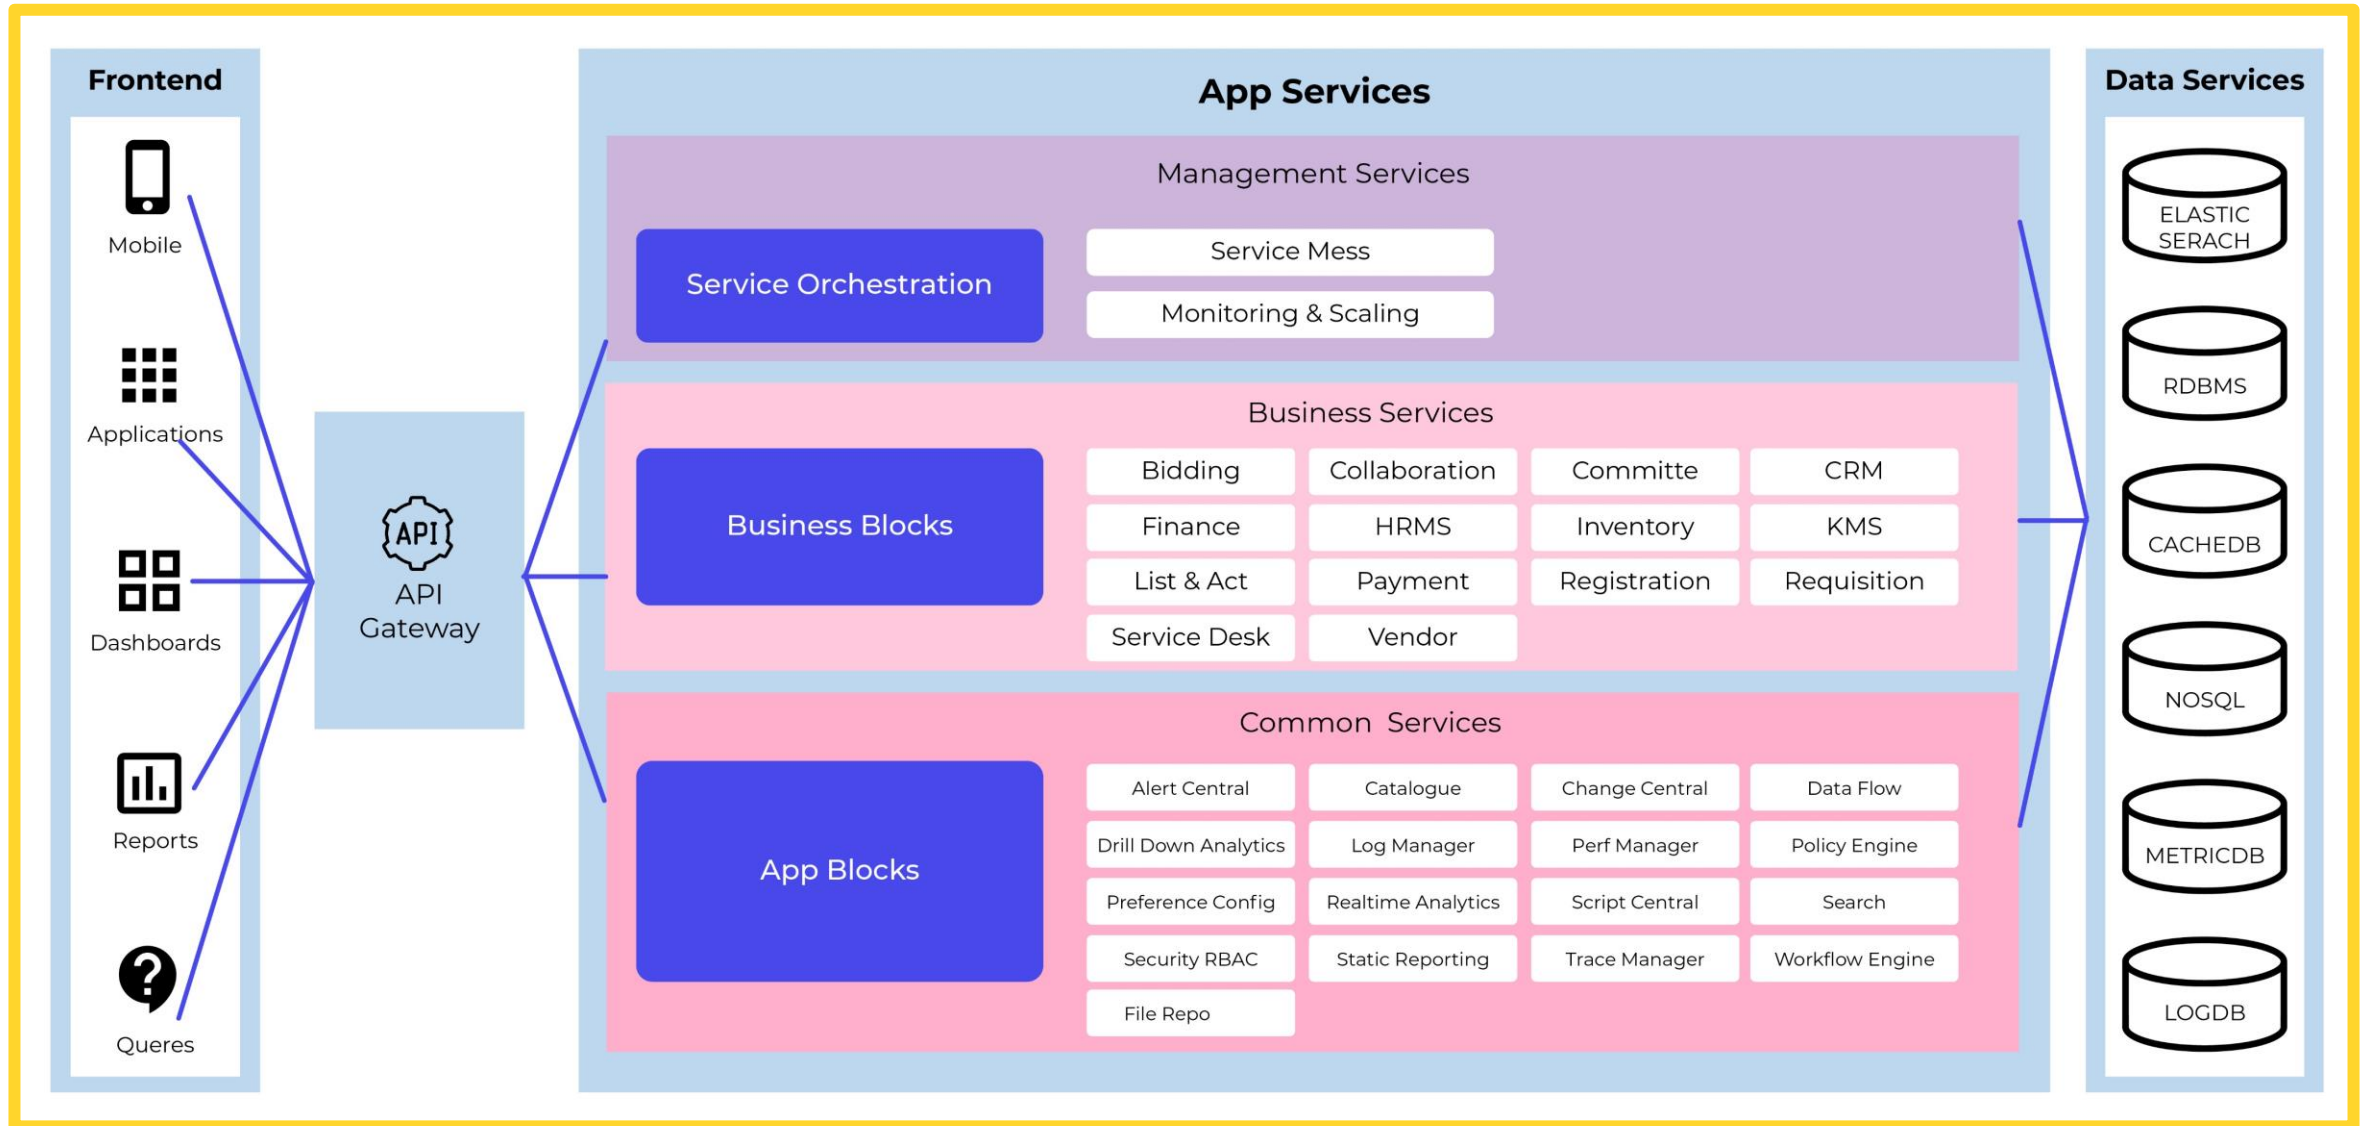 Frontend
Mobile
Applications
Dashboards
Reports
Queres
API
API
Gateway
App Services
Management Services
Service Orchestration
Service Mess
Monitoring & Scaling
Business Services
Business Blocks
Bidding Collaboration Committe CRM
Finance HRMS Inventory KMS
List & Act Payment Registration Requisition
Service Desk Vendor
Common Services
App Blocks
Alert Central Catalogue Change Central Data Flow
Drill Down Analytics Log Manager Perf Manager Policy Engine
Preference Config Realtime Analytics Script Central Search
Security RBAC Static Reporting Trace Manager Workflow Engine
File Repo
Data Services
ELASTIC
SERACH
RDBMS
CACHEDB
NOSQL
METRICDB
LOGDB